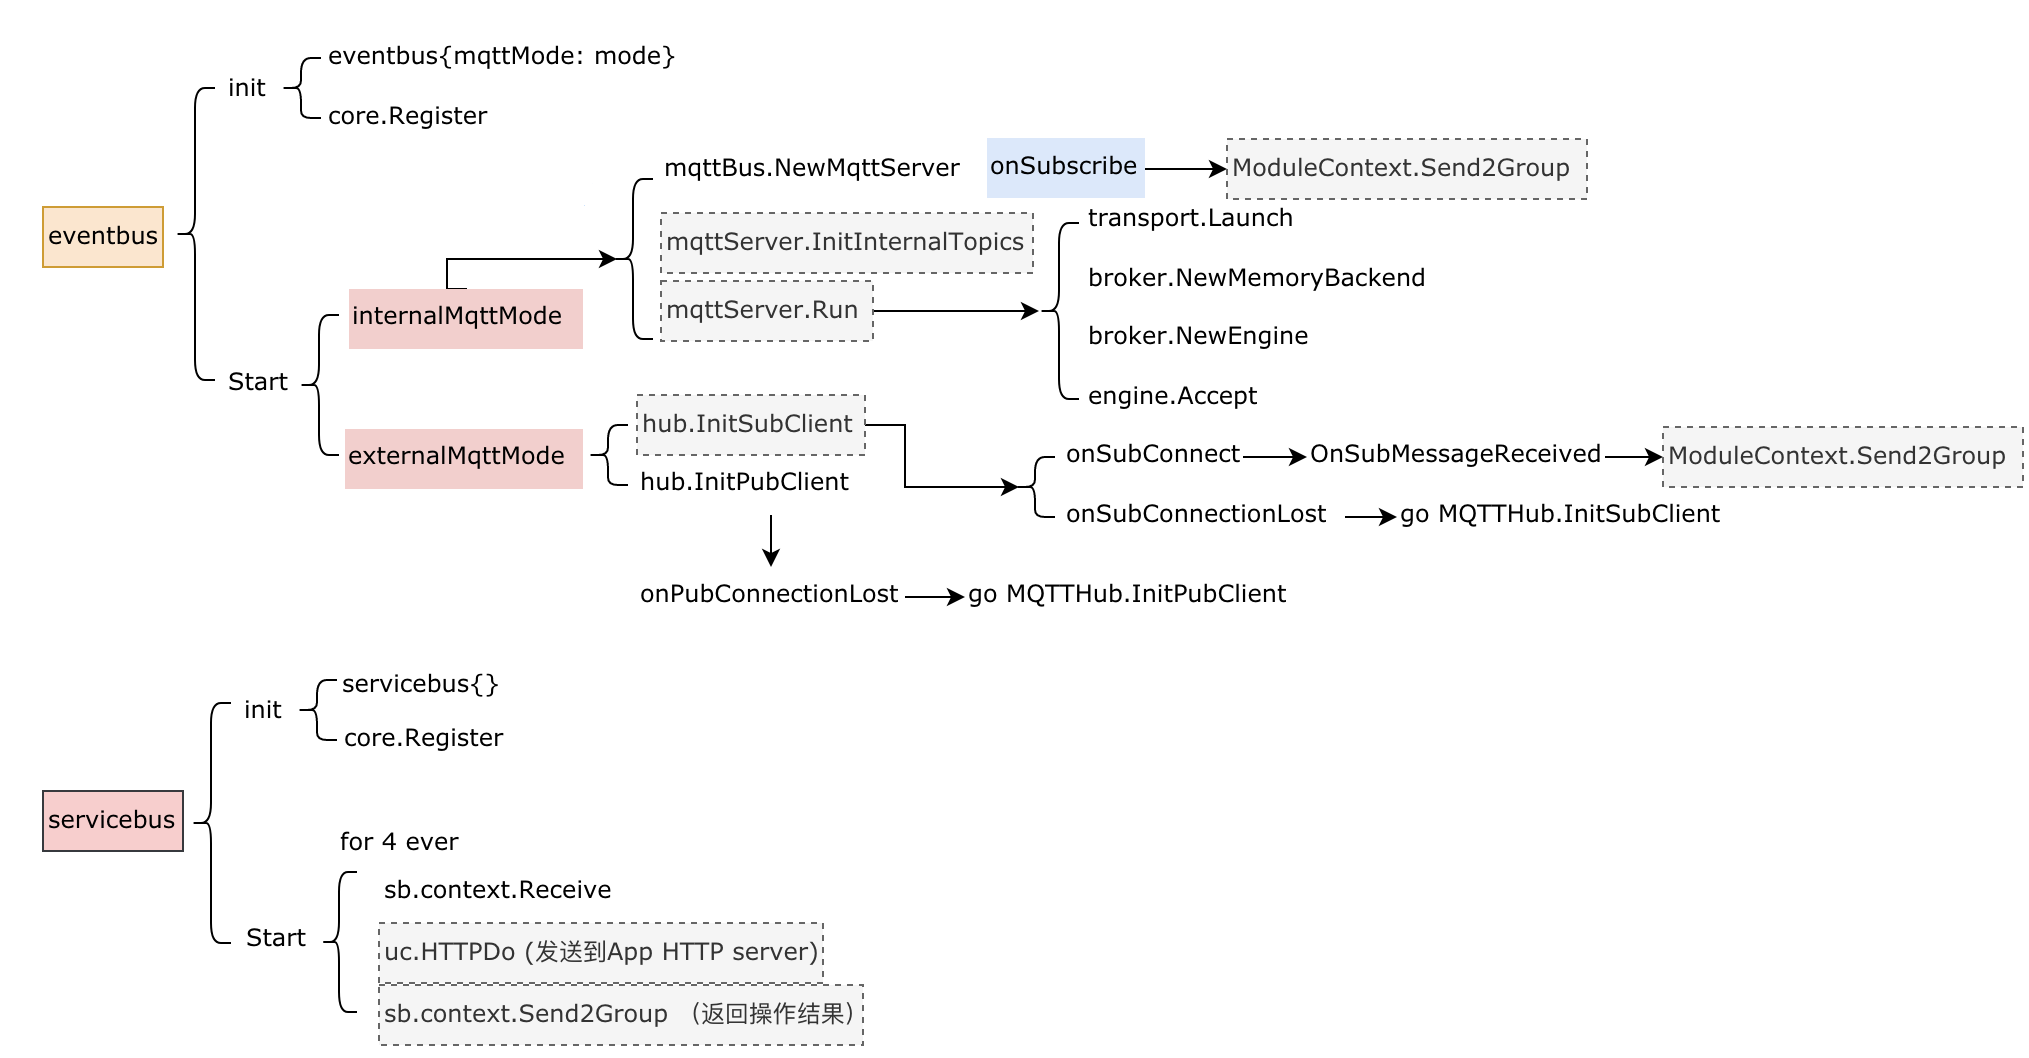 eventbus{mqttMode: mode}
init
core.Register
mqttBus.NewMqttServer
onSubscribe
ModuleContext.Send2Group
eventbus
mqttServer.InitInternalTopics
transport.Launch
broker.NewMemoryBackend
internalMqttMode
mqttServer.Run
broker.NewEngine
Start
engine.Accept
externalMqttMode
hub.InitSubClient
hub.InitPubClient
onSubConnect
OnSubMessageReceived
ModuleContext.Send2Group
onSubConnectionLost
go MQTTHub.InitSubClient
onPubConnectionLost
go MQTTHub.InitPubClient
servicebus{}
init
core.Register
servicebus
for 4 ever
sb.context.Receive
Start
uc.HTTPDo (发送到App HTTP server)
sb.context.Send2Group （返回操作结果）